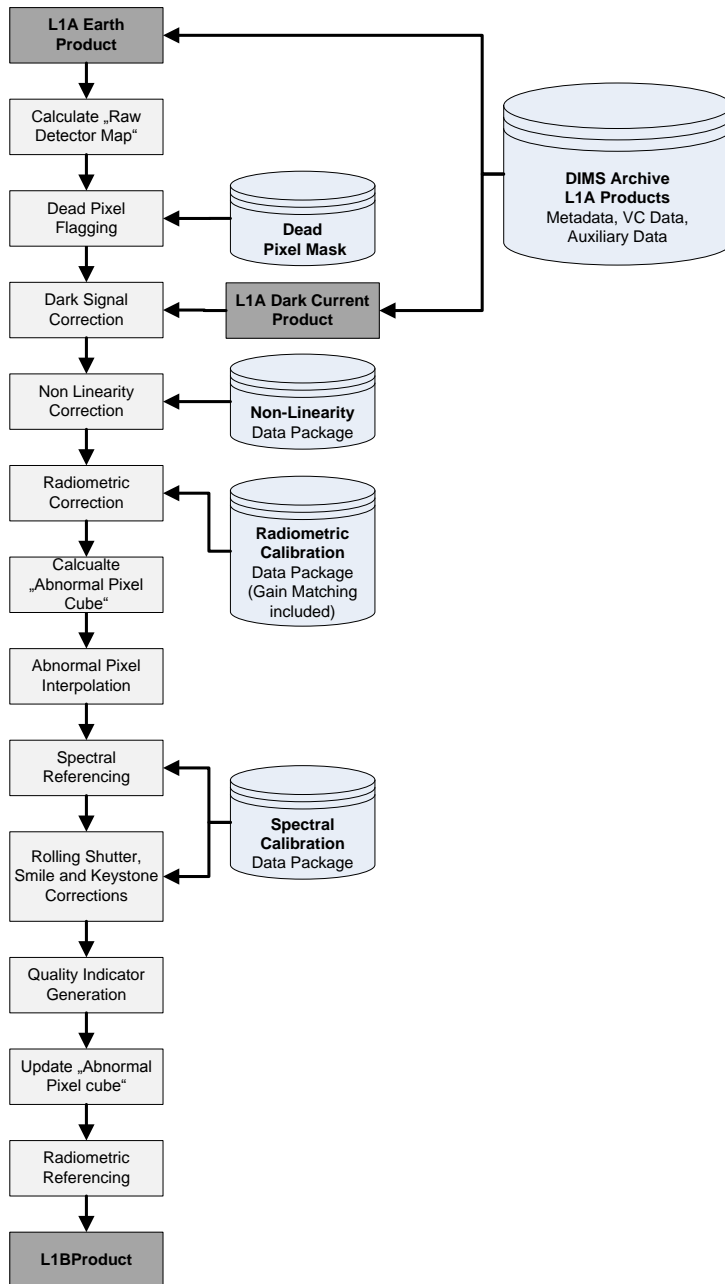 L1A Earth
Product
Calculate „Raw
Detector Map“
Dead Pixel
Flagging
Dead
Pixel Mask
DIMS Archive
L1A Products
Metadata, VC Data,
Auxiliary Data
Dark Signal
Correction
L1A Dark Current
Product
Non Linearity
Correction
Non-Linearity
Data Package
Radiometric
Correction
Radiometric
Calibration
Data Package
(Gain Matching
included)
Calcualte
„Abnormal Pixel
Cube“
Abnormal Pixel
Interpolation
Spectral
Referencing
Spectral
Calibration
Data Package
Rolling Shutter,
Smile and Keystone
Corrections
Quality Indicator
Generation
Update „Abnormal
Pixel cube“
Radiometric
Referencing
L1BProduct